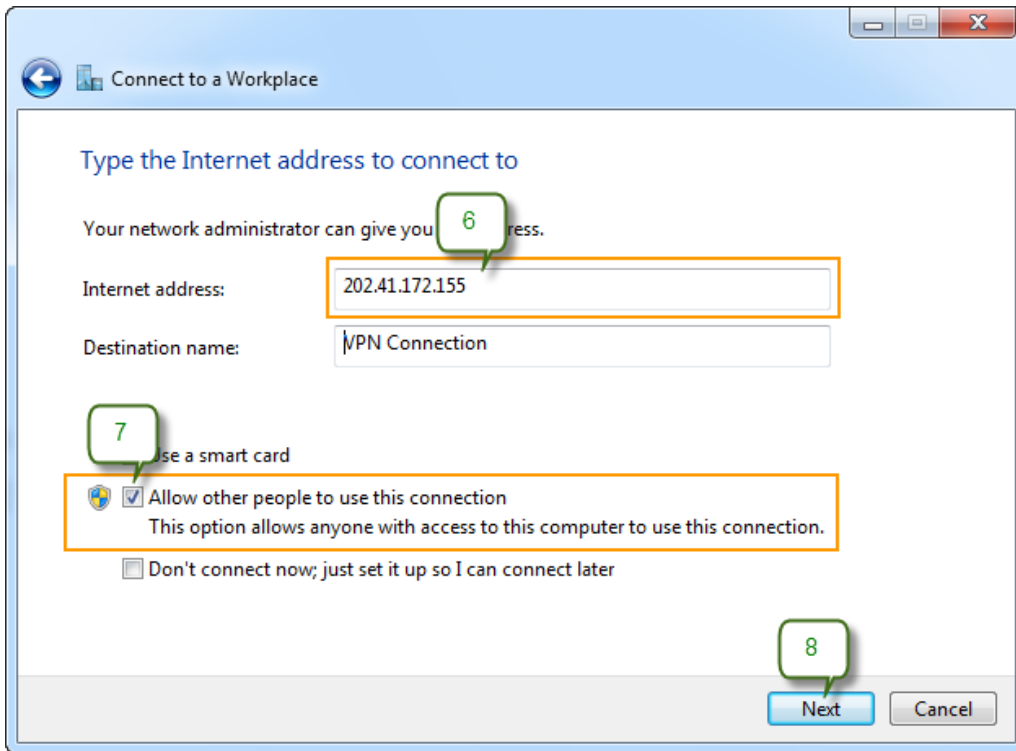 Connect to a Workplace
Type the Internet address to connect to
6
Your network administrator can give you ress.
Internet address: 202.41.172.155
Destination name: VPN Connection
7
se a smart card
Allow other people to use this connection
This option allows anyone with access to this computer to use this connection.
Don't connect now; just set it up so I can connect later
8
Next Cancel